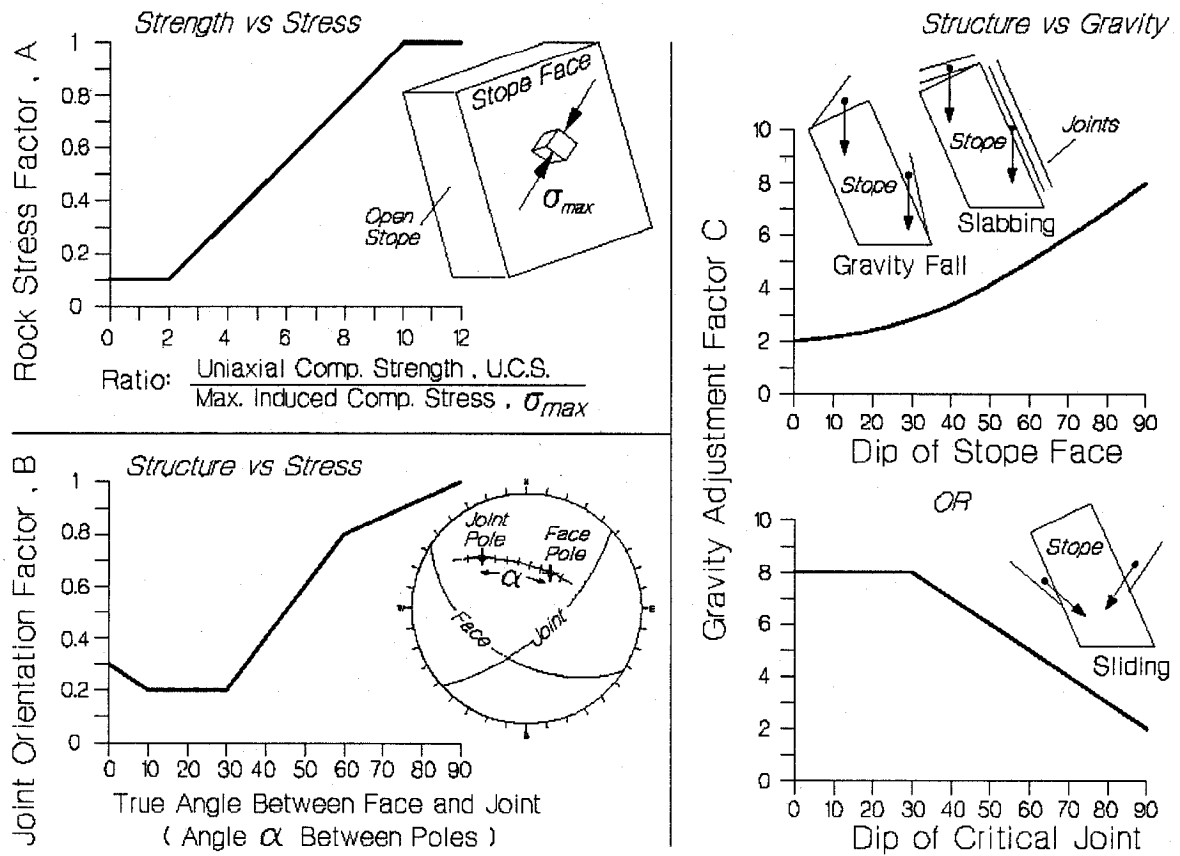 Strength vs Stress
Rock Stress Factor , A
1
0.8
0.6
0.4
0.2
0
0 2 4 6 8 10 12
Stope Face
σmax
Open
Stope
Ratio: Uniaxial Comp. Strength , U.C.S.
Max. Induced Comp. Stress , σmax
Structure vs Stress
Joint Orientation Factor , B
1
0.8
0.6
0.4
0.2
0
0 10 20 30 40 50 60 70 80 90
Joint
Pole
Face
Pole
α
Face
Joint
True Angle Between Face and Joint
( Angle α Between Poles )
Structure vs Gravity
Gravity Adjustment Factor C
10
8
6
4
2
0
0 10 20 30 40 50 60 70 80 90
Stope
Stope
Stope
Joints
Slabbing
Gravity Fall
Dip of Stope Face
OR
10
8
6
4
2
0
0 10 20 30 40 50 60 70 80 90
Stope
Sliding
Dip of Critical Joint